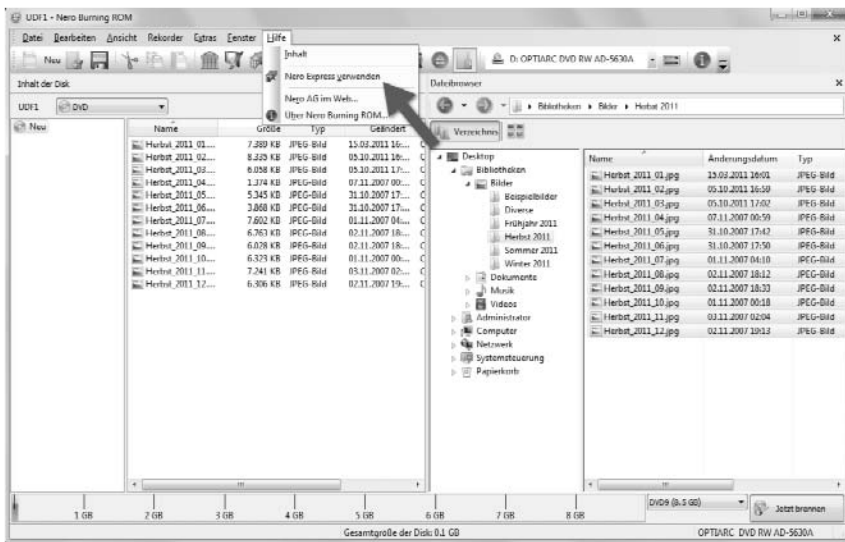 UDF1 - Nero Burning ROM
Datei Bearbeiten Ansicht Rekorder Extras Fenster Hilfe
Neu
D: OPTIARC DVD RW AD-5630A
Inhalt
Nero Express verwenden
Nero AG im Web...
Über Nero Burning ROM...
Inhalt der Disk
UDF1 DVD
Neu
Name Größe Typ Geändert
Herbst_2011_01.... 7.389 KB JPEG-Bild 15.03.2011 16:...
Herbst_2011_02.... 8.335 KB JPEG-Bild 05.10.2011 16:...
Herbst_2011_03.... 6.058 KB JPEG-Bild 05.10.2011 17:...
Herbst_2011_04.... 1.374 KB JPEG-Bild 07.11.2007 00:...
Herbst_2011_05.... 5.345 KB JPEG-Bild 31.10.2007 17:...
Herbst_2011_06.... 3.868 KB JPEG-Bild 31.10.2007 17:...
Herbst_2011_07.... 7.602 KB JPEG-Bild 01.11.2007 04:...
Herbst_2011_08.... 6.763 KB JPEG-Bild 02.11.2007 18:...
Herbst_2011_09.... 6.028 KB JPEG-Bild 02.11.2007 18:...
Herbst_2011_10.... 6.323 KB JPEG-Bild 01.11.2007 00:...
Herbst_2011_11.... 7.241 KB JPEG-Bild 03.11.2007 02:...
Herbst_2011_12.... 6.306 KB JPEG-Bild 02.11.2007 19:...
Dateibrowser
Bibliotheken Bilder Herbst 2011
Verzeichnis
Desktop
Bibliotheken
Bilder
Beispielbilder
Diverse
Frühjahr 2011
Herbst 2011
Sommer 2011
Winter 2011
Dokumente
Musik
Videos
Administrator
Computer
Netzwerk
Systemsteuerung
Papierkorb
Name Änderungsdatum Typ
Herbst_2011_01.jpg 15.03.2011 16:01 JPEG-Bild
Herbst_2011_02.jpg 05.10.2011 16:59 JPEG-Bild
Herbst_2011_03.jpg 05.10.2011 17:02 JPEG-Bild
Herbst_2011_04.jpg 07.11.2007 00:59 JPEG-Bild
Herbst_2011_05.jpg 31.10.2007 17:42 JPEG-Bild
Herbst_2011_06.jpg 31.10.2007 17:50 JPEG-Bild
Herbst_2011_07.jpg 01.11.2007 04:10 JPEG-Bild
Herbst_2011_08.jpg 02.11.2007 18:12 JPEG-Bild
Herbst_2011_09.jpg 02.11.2007 18:33 JPEG-Bild
Herbst_2011_10.jpg 01.11.2007 00:18 JPEG-Bild
Herbst_2011_11.jpg 03.11.2007 02:04 JPEG-Bild
Herbst_2011_12.jpg 02.11.2007 19:13 JPEG-Bild
1 GB 2 GB 3 GB 4 GB 5 GB 6 GB 7 GB 8 GB
DVD9 (8.5 GB)
Jetzt brennen
Gesamtgröße der Disk: 0.1 GB
OPTIARC DVD RW AD-5630A